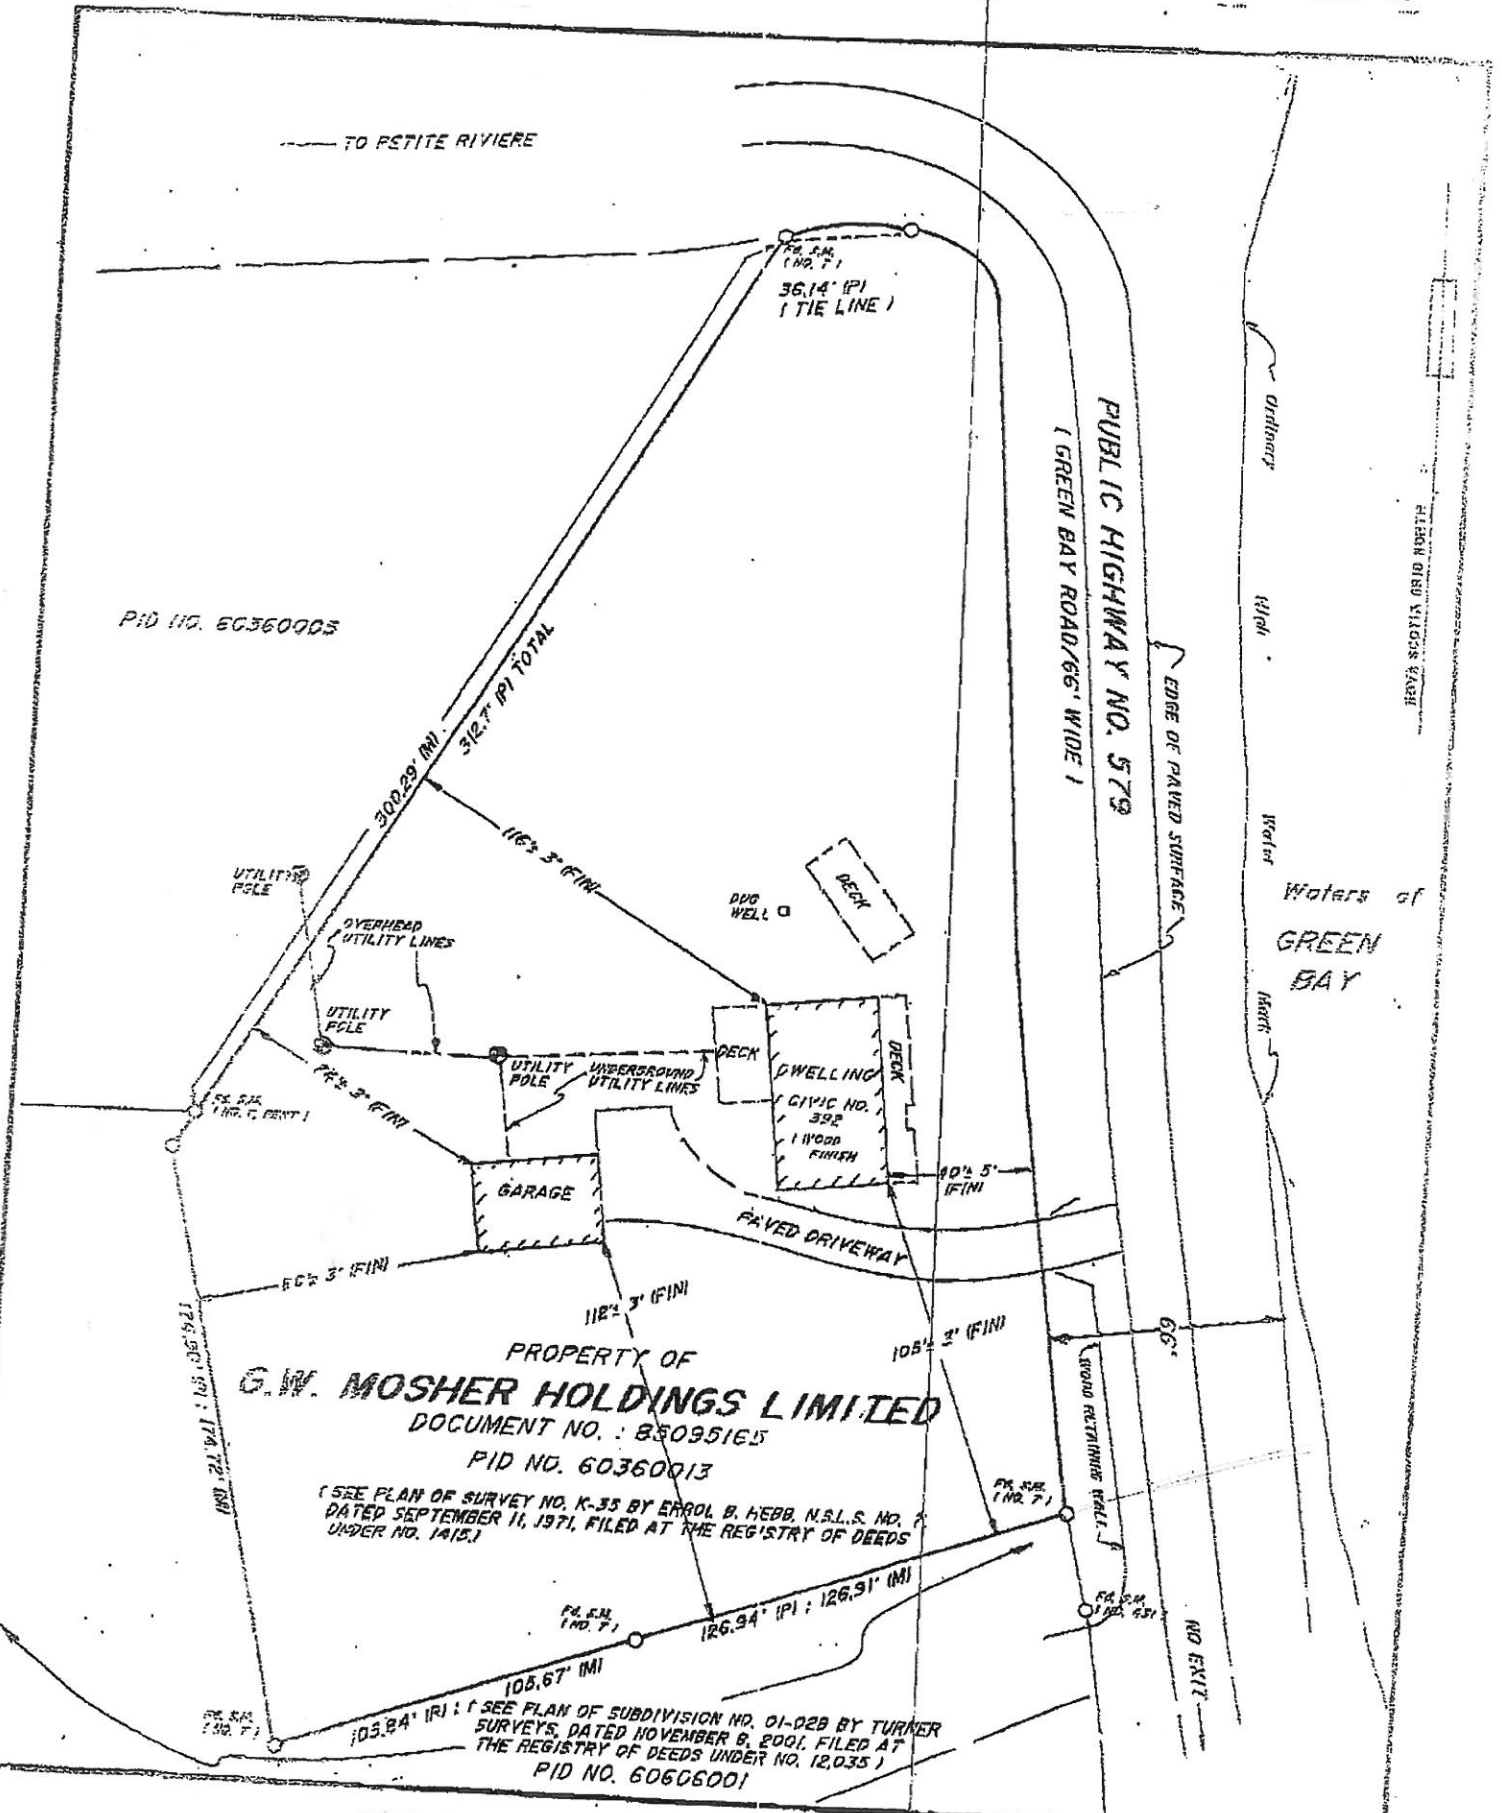 TO PETITE RIVIERE
FD. S.M.
( NO. 7 )
36.14' (P)
( TIE LINE )
PUBLIC HIGHWAY NO. 579
( GREEN BAY ROAD/66' WIDE )
EDGE OF PAVED SURFACE
Ordinary
High
Water
Mark
NOVA SCOTIA GRID NORTH
Waters of
GREEN
BAY
PID NO. 60360005
312.7' (P) TOTAL
300.29' (M)
116'± 3' (FIN)
UTILITY
POLE
OVERHEAD
UTILITY LINES
DUG
WELL
DECK
UTILITY
POLE
DECK
DWELLING
CIVIC NO.
392
( WOOD
FINISH
DECK
UTILITY
POLE
UNDERGROUND
UTILITY LINES
3' (FIN)
FD. S.M.
GARAGE
40'± 5'
(FIN)
PAVED DRIVEWAY
60'± 3' (FIN)
112'± 3' (FIN)
105'± 3' (FIN)
66'
WOOD RETAINING WALL
174.72' (M)
PROPERTY OF
G.W. MOSHER HOLDINGS LIMITED
DOCUMENT NO. : 85095165
PID NO. 60360013
( SEE PLAN OF SURVEY NO. K-35 BY ERROL B. HEBB, N.S.L.S. NO. 7
DATED SEPTEMBER 11, 1971, FILED AT THE REGISTRY OF DEEDS
UNDER NO. 1415.)
FD. S.M.
( NO. 7 )
FD. S.M.
( NO. 7 )
126.94' (P) : 126.91' (M)
FD. S.M.
NO EXIT
105.67' (M)
FD. S.M.
( NO. 7 )
103.84' (R) : ( SEE PLAN OF SUBDIVISION NO. 01-028 BY TURNER
SURVEYS, DATED NOVEMBER 8, 2001, FILED AT
THE REGISTRY OF DEEDS UNDER NO. 12,035 )
PID NO. 60606001